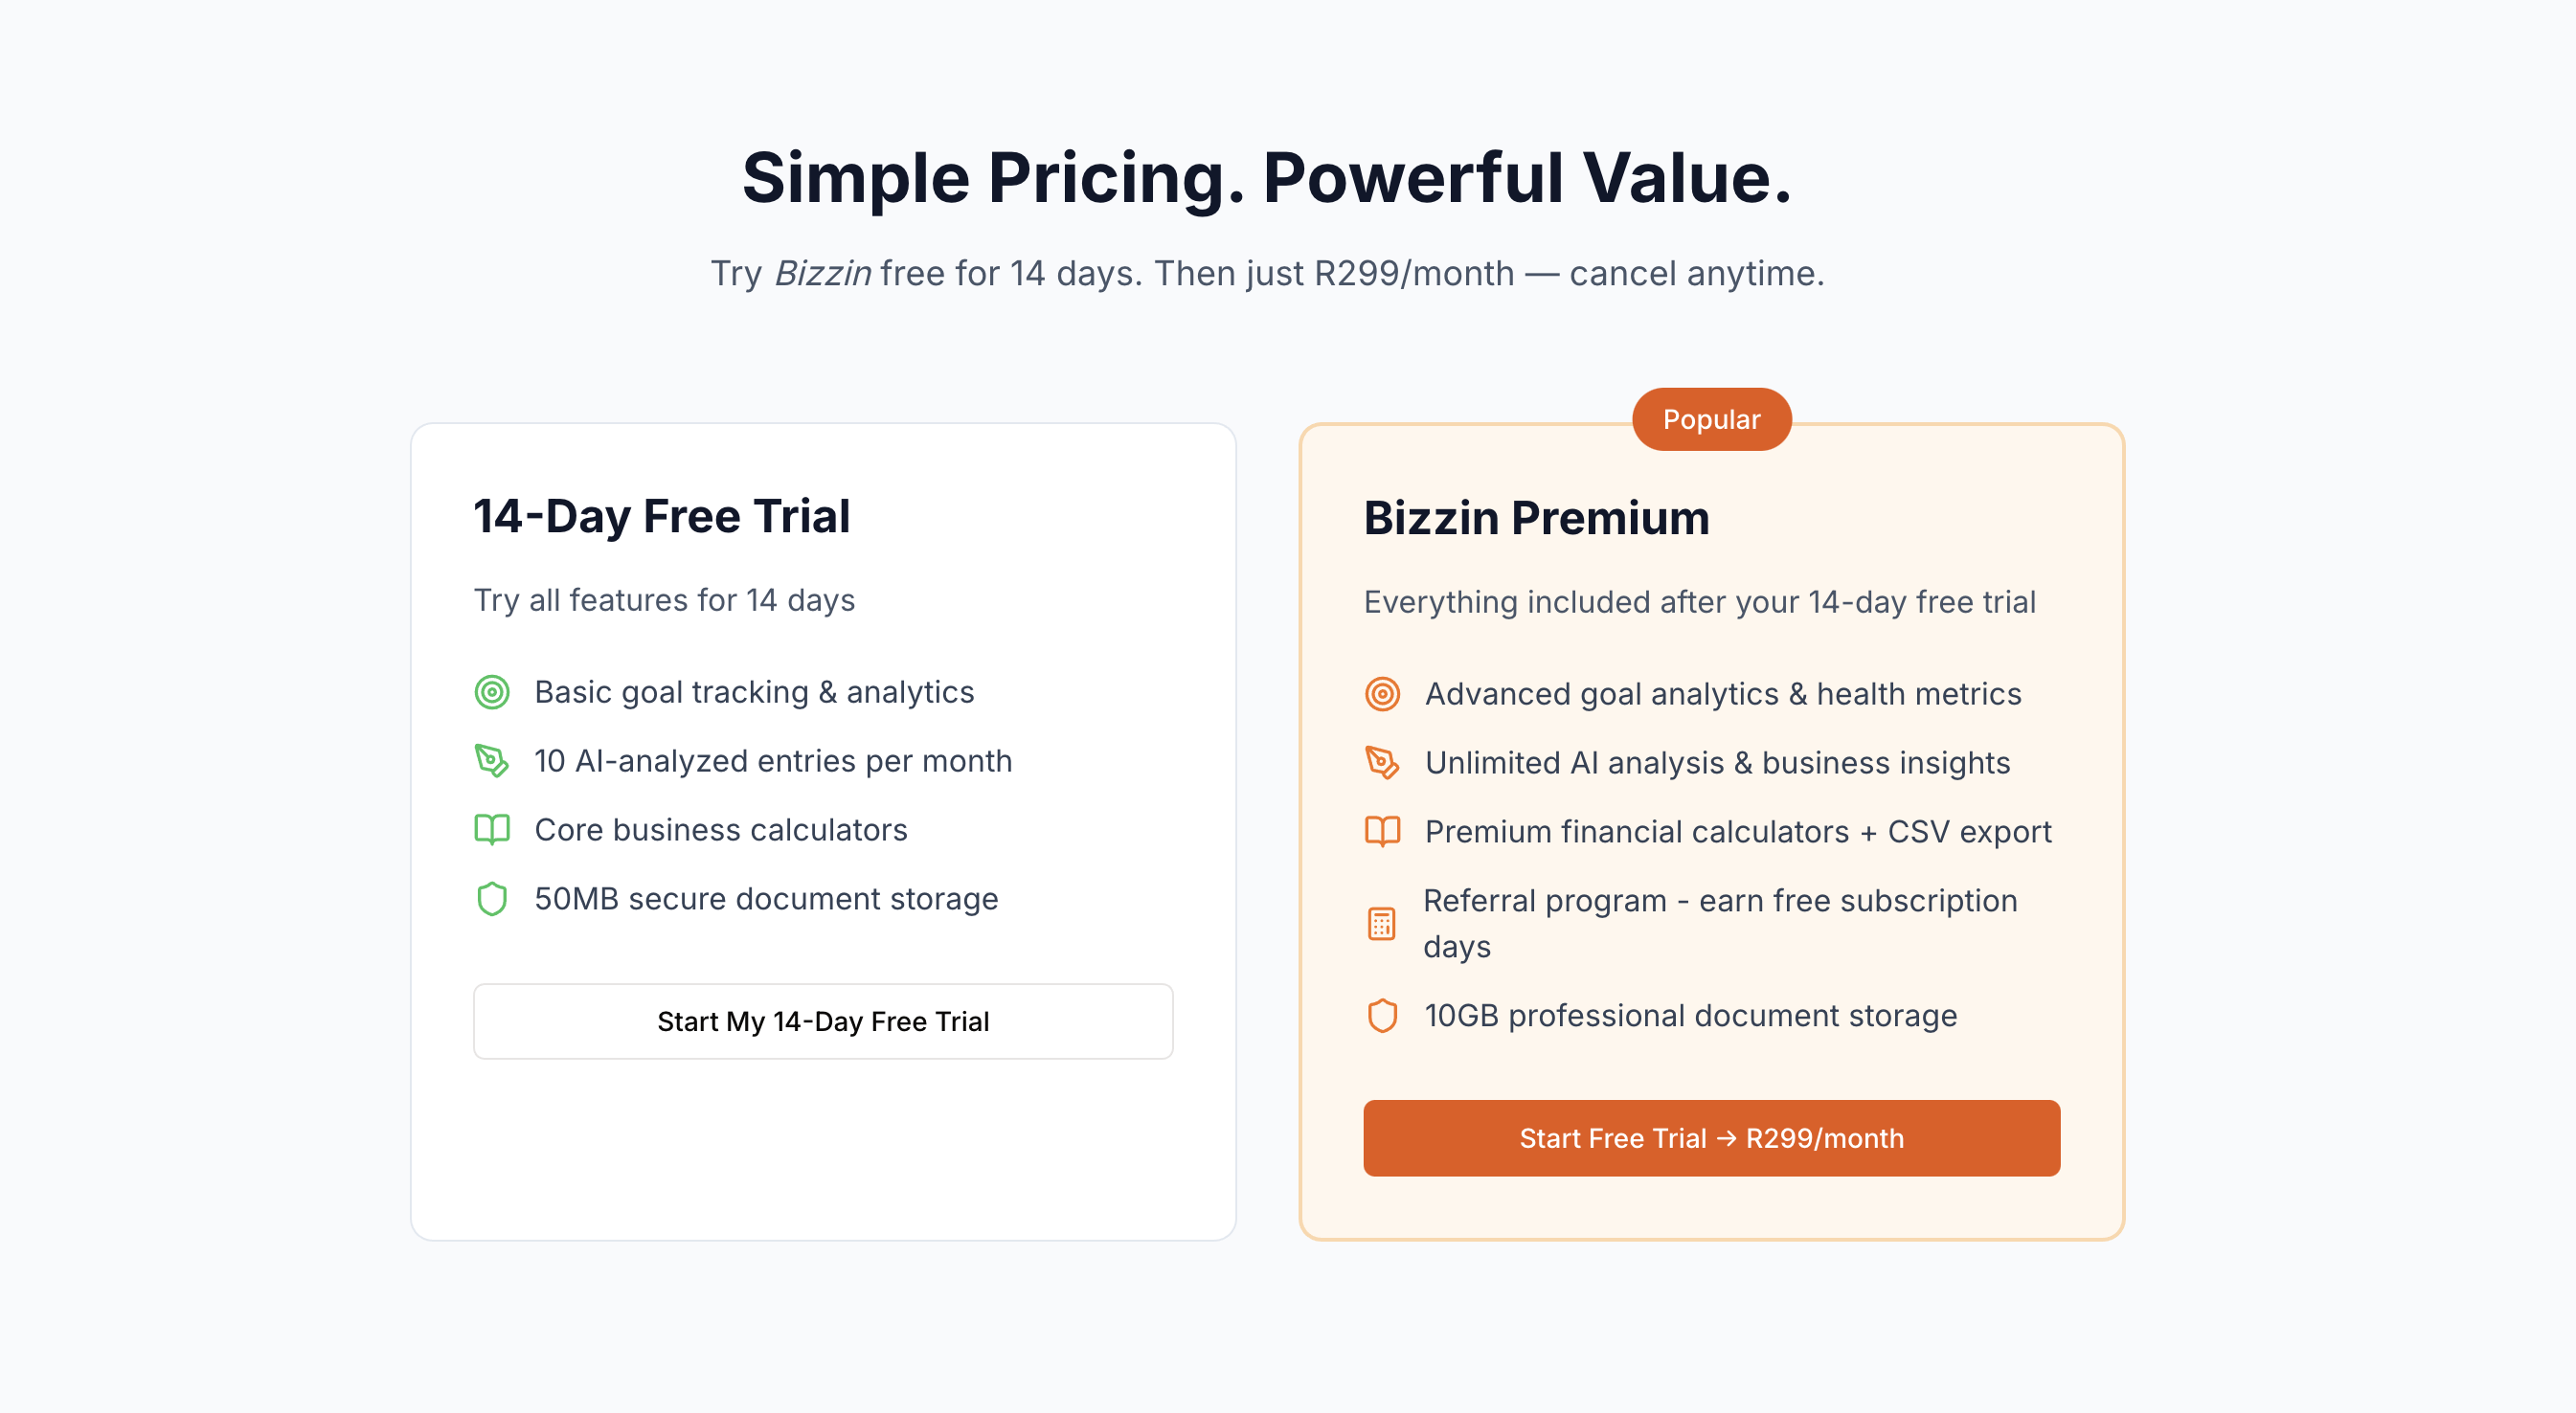 Simple Pricing. Powerful Value.
Try Bizzin free for 14 days. Then just R299/month — cancel anytime.
14-Day Free Trial
Try all features for 14 days
Basic goal tracking & analytics
10 AI-analyzed entries per month
Core business calculators
50MB secure document storage
Start My 14-Day Free Trial
Popular
Bizzin Premium
Everything included after your 14-day free trial
Advanced goal analytics & health metrics
Unlimited AI analysis & business insights
Premium financial calculators + CSV export
Referral program - earn free subscription
days
10GB professional document storage
Start Free Trial → R299/month